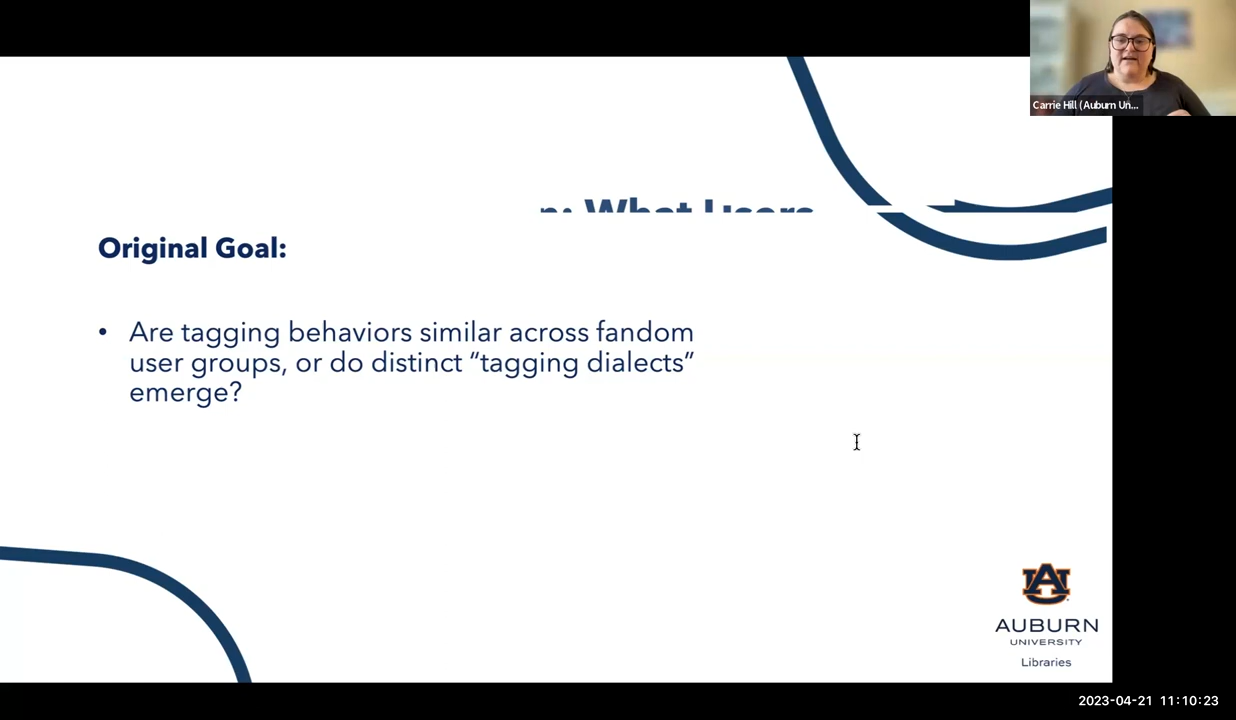 Carrie Hill (Auburn Un...
What Users
Original Goal:
• Are tagging behaviors similar across fandom
user groups, or do distinct “tagging dialects”
emerge?
AUBURN
UNIVERSITY
Libraries
2023-04-21 11:10:23